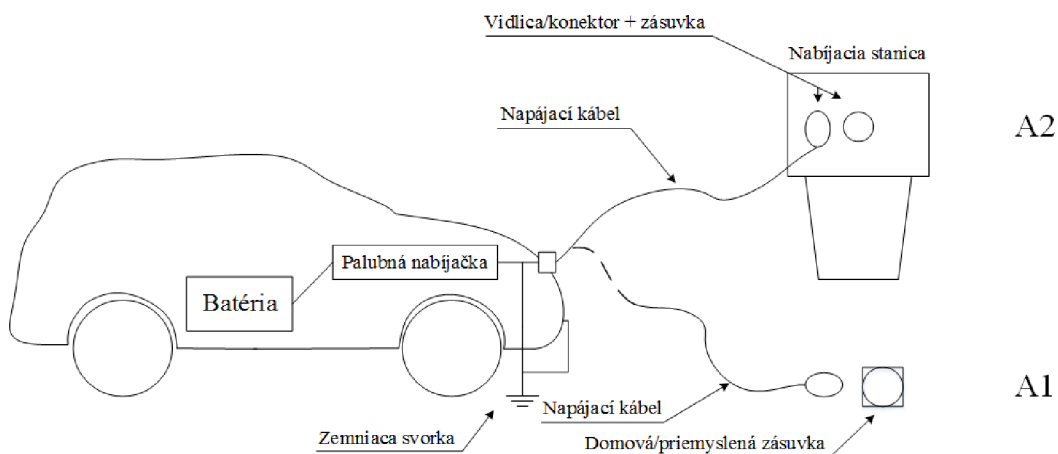 Vidlica/konektor + zásuvka
Nabíjacia stanica
Napájací kábel
A2
Palubná nabíjačka
Batéria
A1
Napájací kábel
Zemniaca svorka
Domová/priemyslená zásuvka